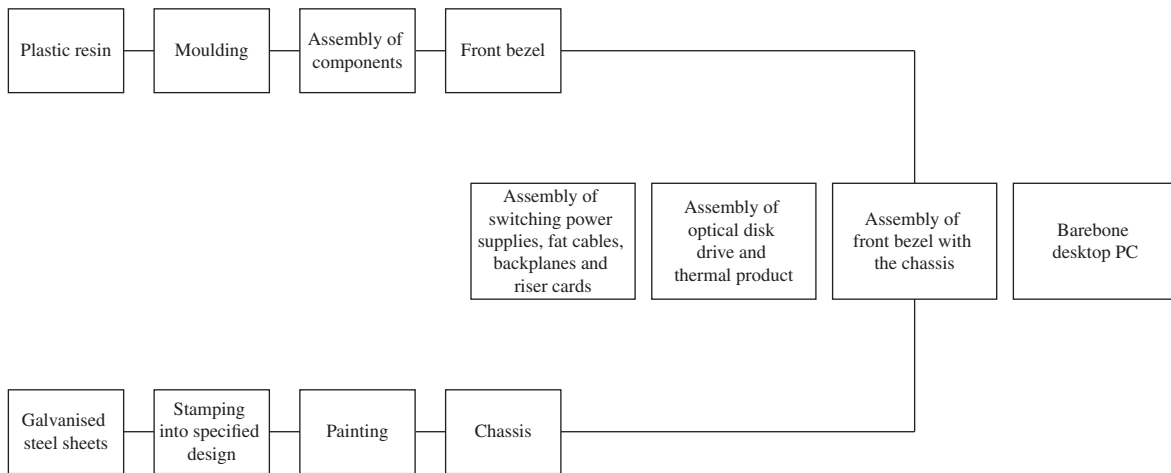 Plastic resin
Moulding
Assembly of
components
Front bezel
Assembly of
switching power
supplies, fat cables,
backplanes and
riser cards
Assembly of
optical disk
drive and
thermal product
Assembly of
front bezel with
the chassis
Barebone
desktop PC
Galvanised
steel sheets
Stamping
into specified
design
Painting
Chassis